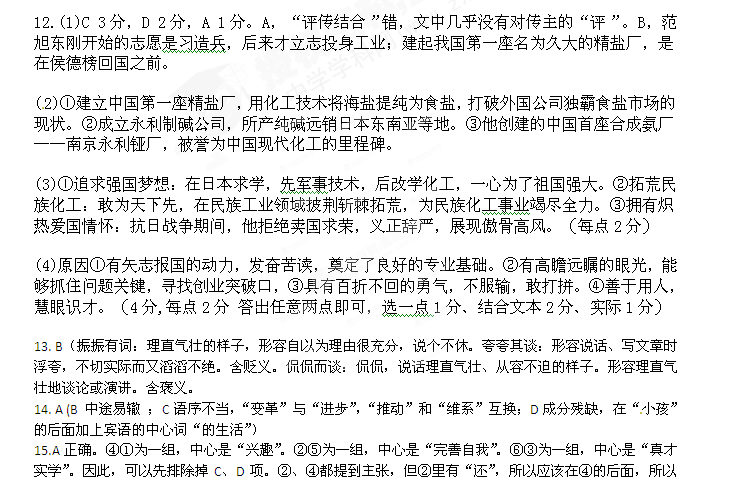 12.(1)C 3分，D 2分，A 1分。A，“评传结合”错，文中几乎没有对传主的“评”。B，范
旭东刚开始的志愿是习造兵，后来才立志投身工业；建起我国第一座名为久大的精盐厂，是
在侯德榜回国之前。
(2)①建立中国第一座精盐厂，用化工技术将海盐提纯为食盐，打破外国公司独霸食盐市场的
现状。②成立永利制碱公司，所产纯碱远销日本东南亚等地。③他创建的中国首座合成氨厂
——南京永利铔厂，被誉为中国现代化工的里程碑。
(3)①追求强国梦想：在日本求学，先军事技术，后改学化工，一心为了祖国强大。②拓荒民
族化工：敢为天下先，在民族工业领域披荆斩棘拓荒，为民族化工事业竭尽全力。③拥有炽
热爱国情怀：抗日战争期间，他拒绝卖国求荣，义正辞严，展现傲骨高风。（每点2分）
(4)原因①有矢志报国的动力，发奋苦读，奠定了良好的专业基础。②有高瞻远瞩的眼光，能
够抓住问题关键，寻找创业突破口，③具有百折不回的勇气，不服输，敢打拼。④善于用人，
慧眼识才。（4分,每点2分 答出任意两点即可，选一点1分、结合文本2分、实际1分）
13. B（振振有词：理直气壮的样子，形容自以为理由很充分，说个不休。夸夸其谈：形容说话、写文章时
浮夸，不切实际而又滔滔不绝。含贬义。侃侃而谈：侃侃，说话理直气壮、从容不迫的样子。形容理直气
壮地谈论或演讲。含褒义。
14. A (B 中途易辙 ；C 语序不当，“变革”与“进步”，“推动”和“维系”互换；D 成分残缺，在“小孩”
的后面加上宾语的中心词“的生活”)
15.A 正确。④①为一组，中心是“兴趣”。②⑤为一组，中心是“完善自我”。⑥③为一组，中心是“真才
实学”。因此，可以先排除掉 C、D 项。②、④都提到主张，但②里有“还”，所以应该在④的后面，所以